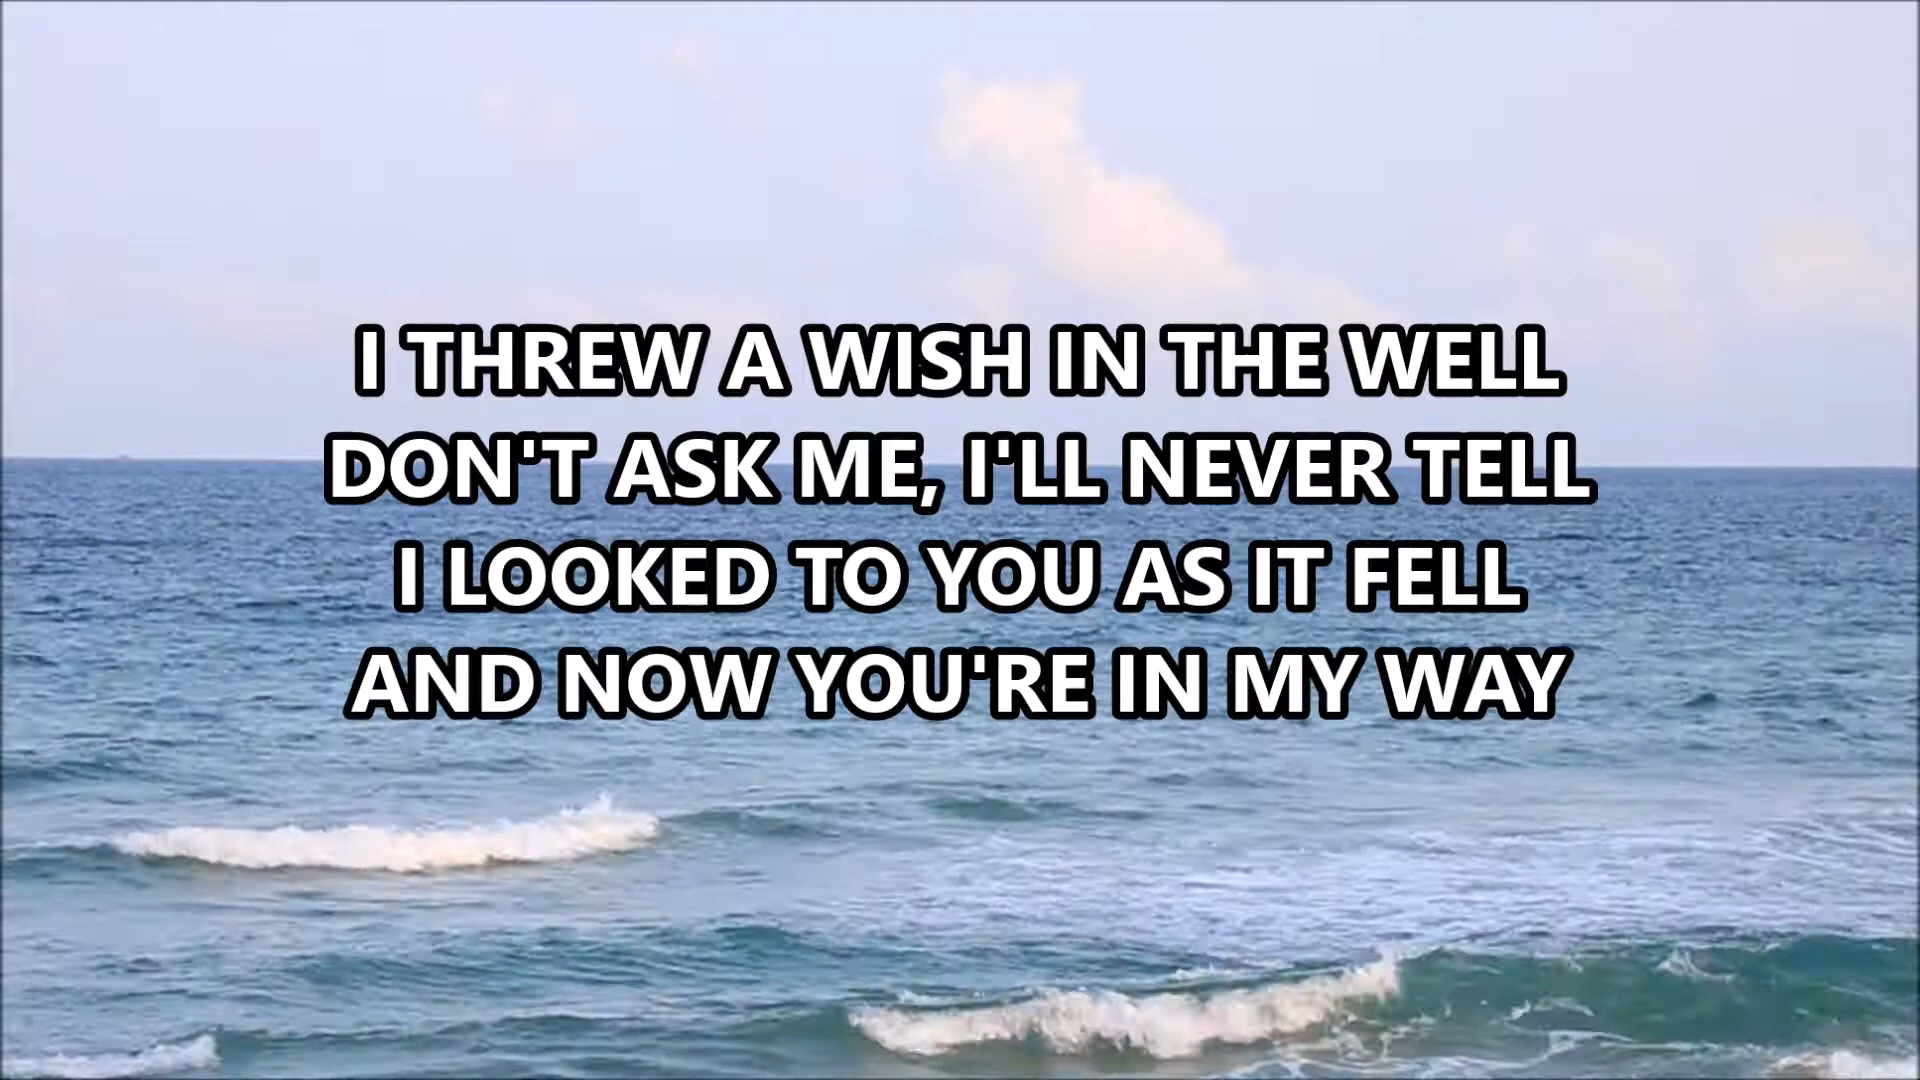 I THREW A WISH IN THE WELL
DON'T ASK ME, I'LL NEVER TELL
I LOOKED TO YOU AS IT FELL
AND NOW YOU'RE IN MY WAY